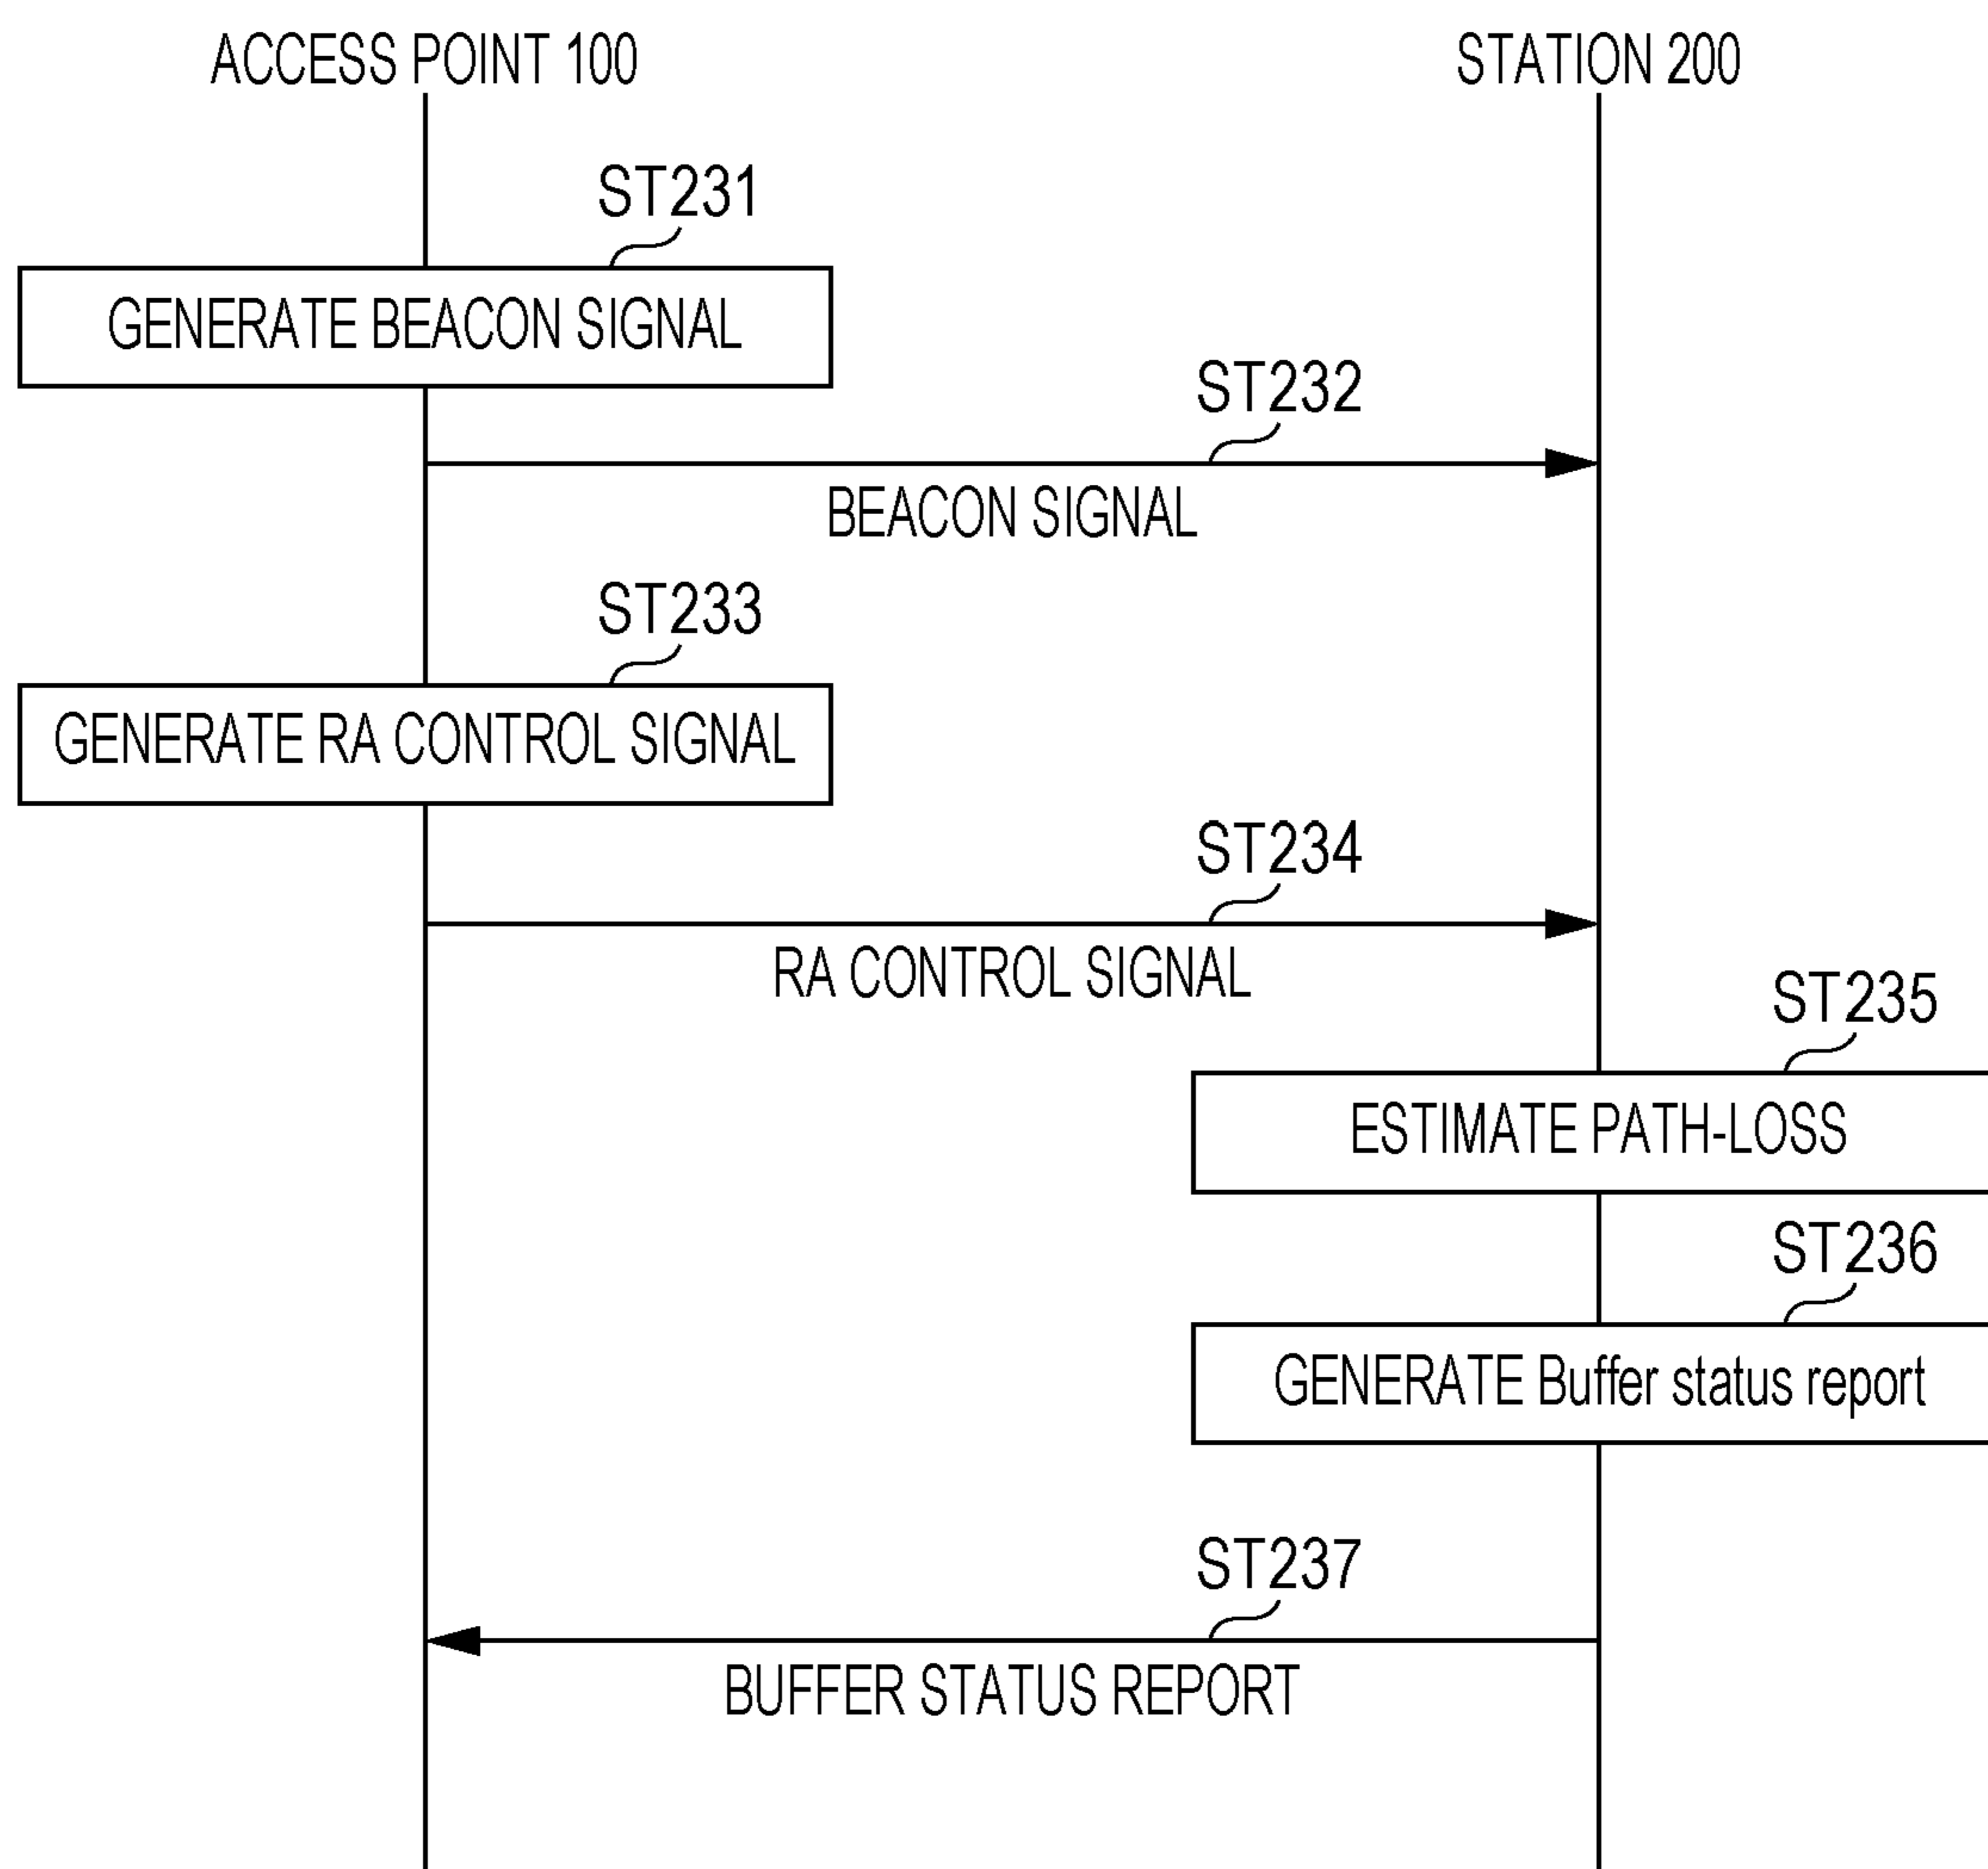 ACCESS POINT 100
STATION 200
ST231
GENERATE BEACON SIGNAL
ST232
BEACON SIGNAL
ST233
GENERATE RA CONTROL SIGNAL
ST234
RA CONTROL SIGNAL
ST235
ESTIMATE PATH-LOSS
ST236
GENERATE Buffer status report
ST237
BUFFER STATUS REPORT